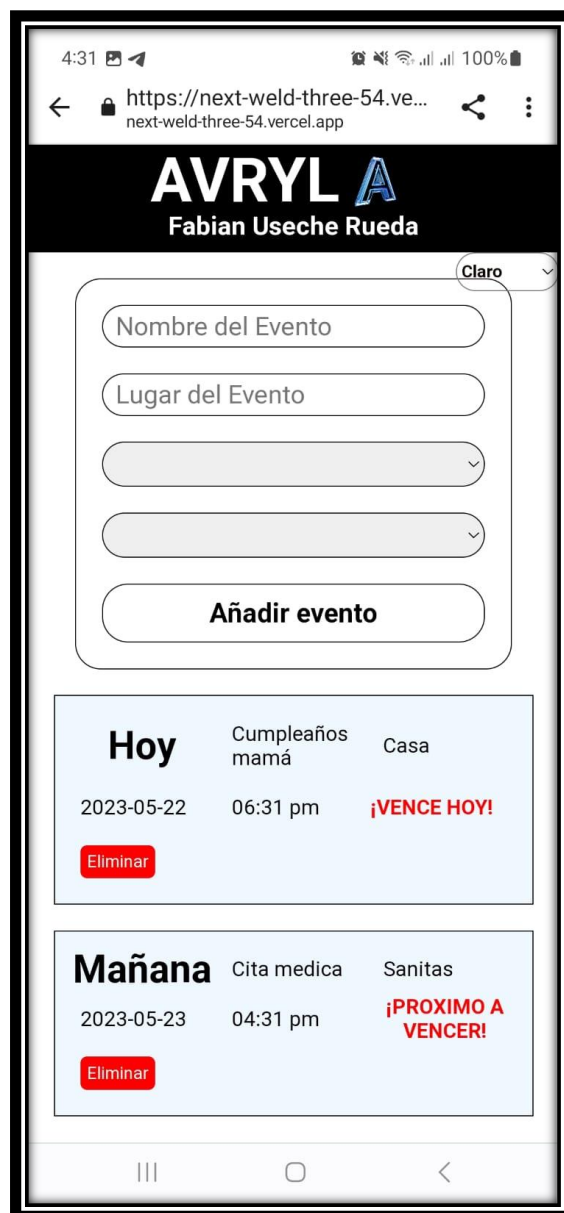 4:31
100%
https://next-weld-three-54.ve...
next-weld-three-54.vercel.app
AVRYL A
Fabian Useche Rueda
Claro
Nombre del Evento
Lugar del Evento
Añadir evento
Hoy
Cumpleaños
mamá
Casa
2023-05-22
06:31 pm
¡VENCE HOY!
Eliminar
Mañana
Cita medica
Sanitas
2023-05-23
04:31 pm
¡PROXIMO A
VENCER!
Eliminar